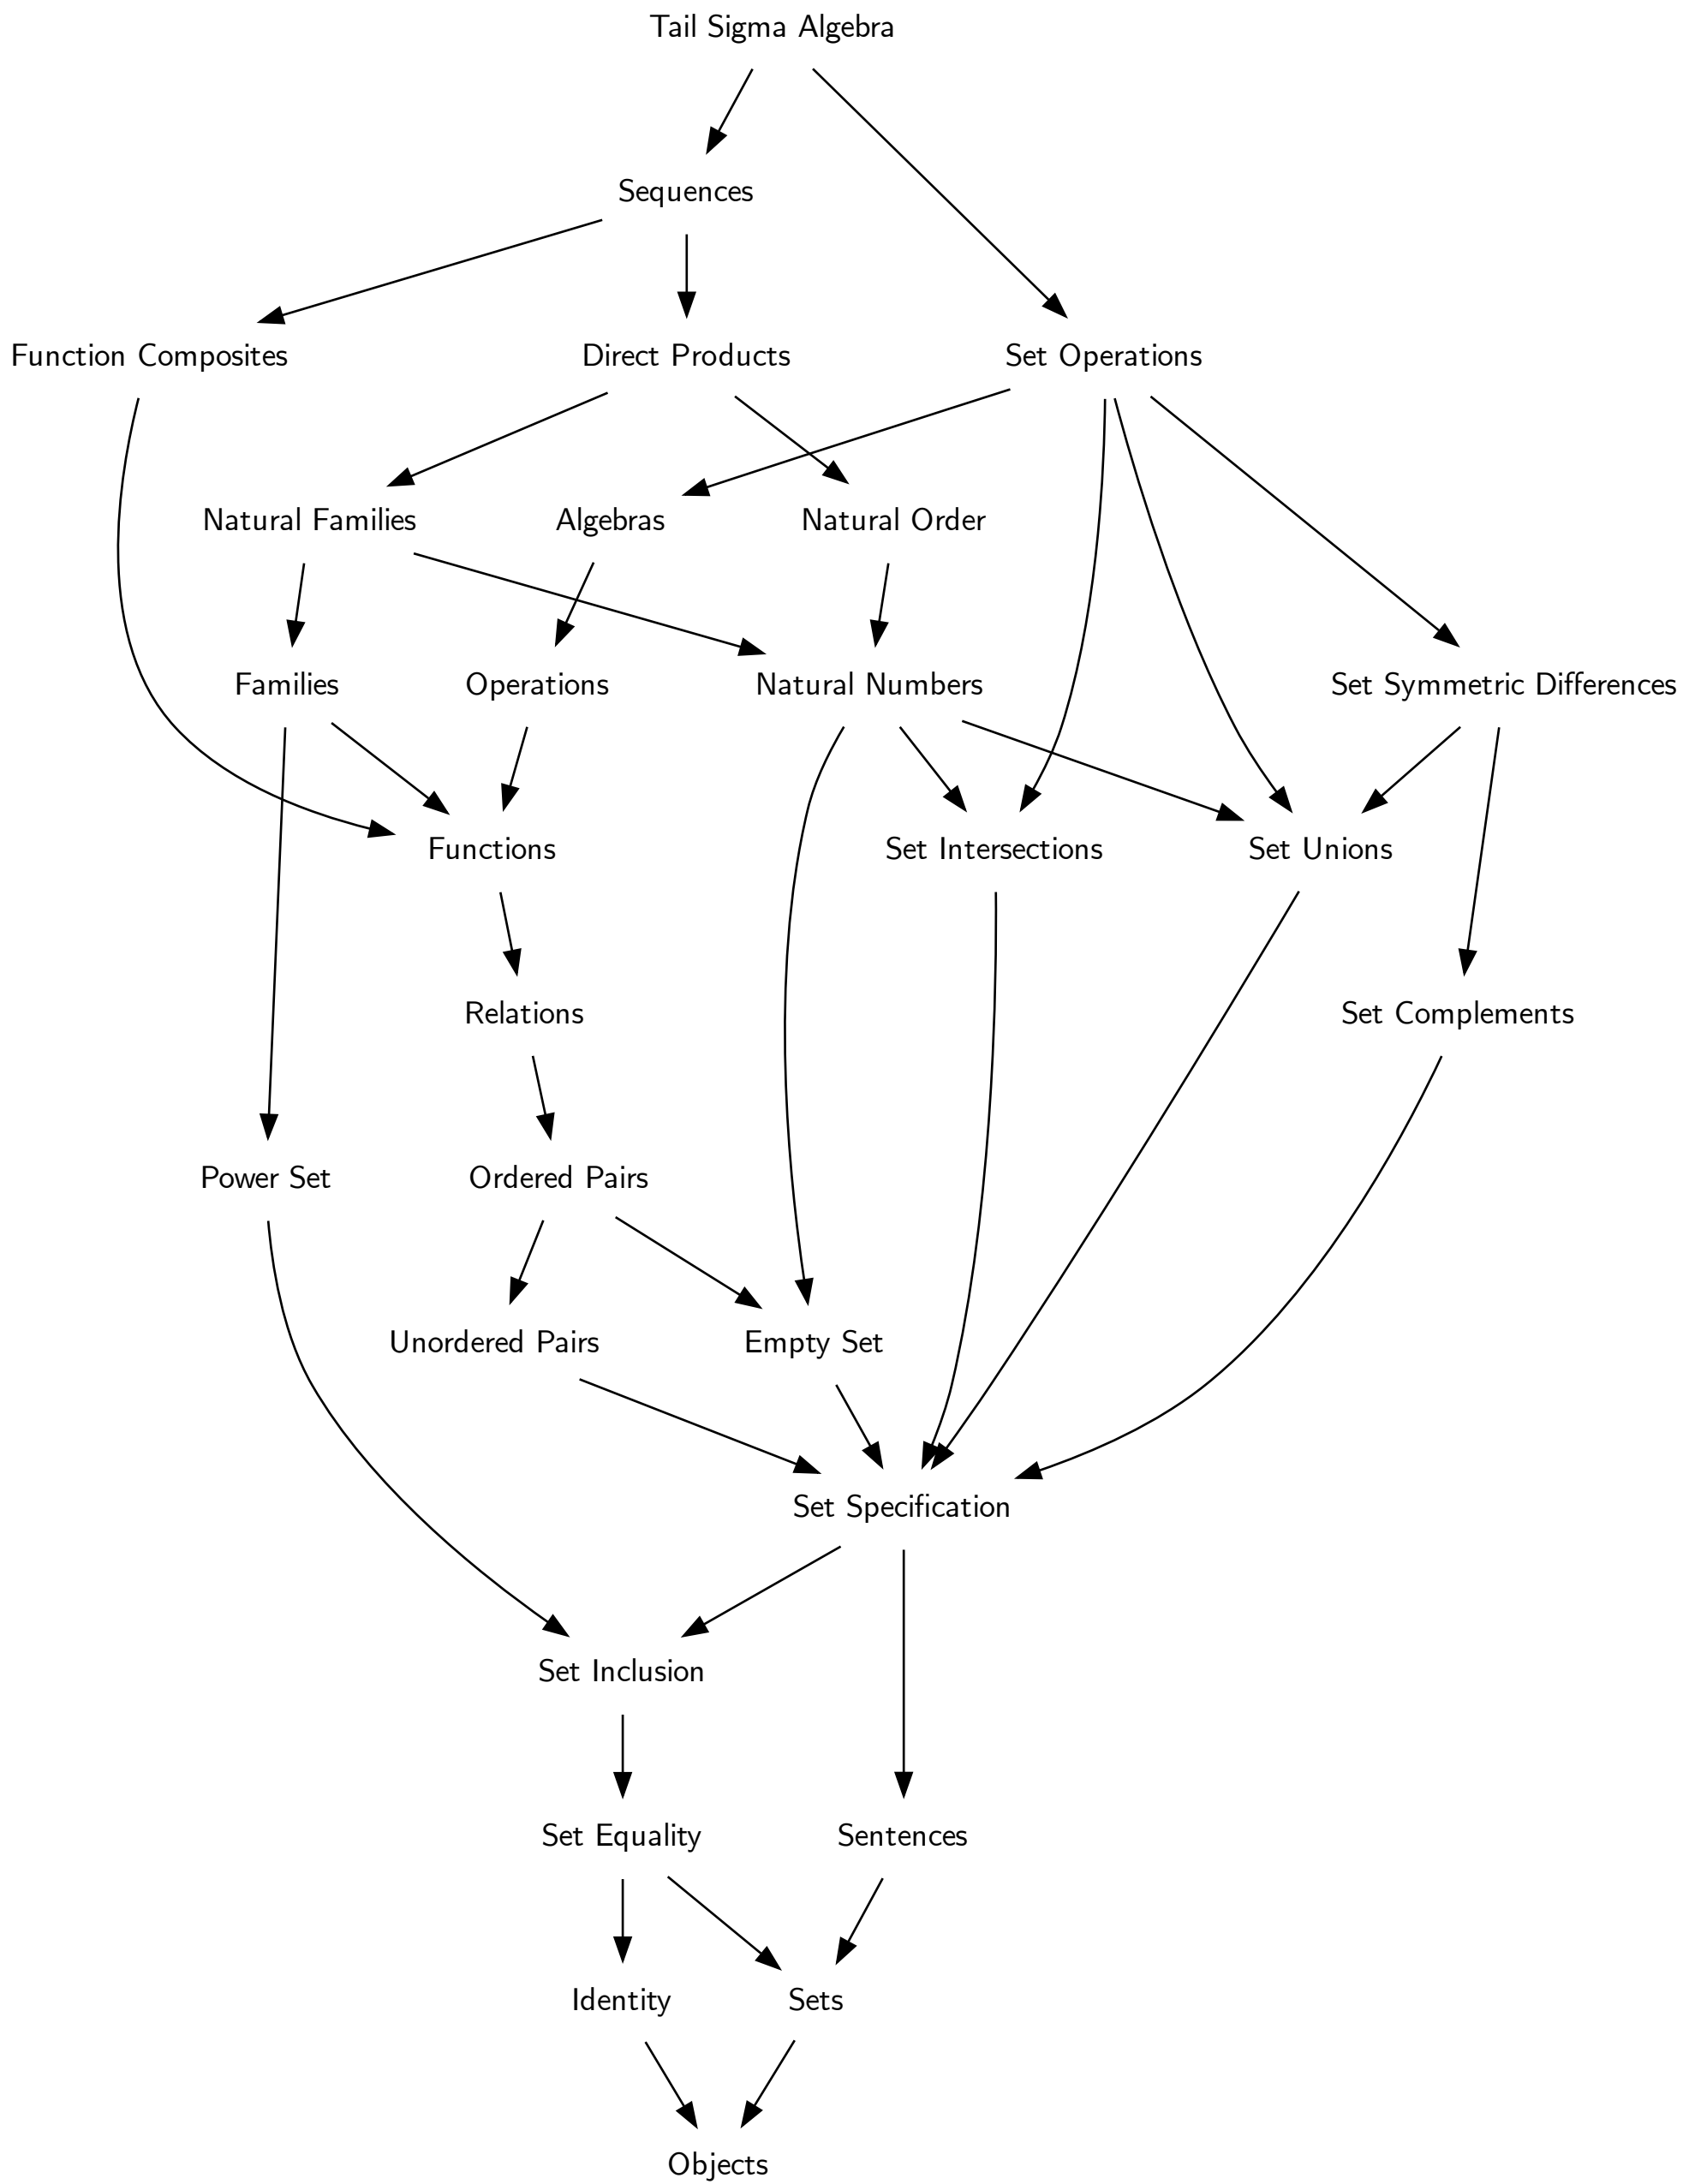 Tail Sigma Algebra
Sequences
Function Composites
Direct Products
Set Operations
Natural Families
Algebras
Natural Order
Families
Operations
Natural Numbers
Set Symmetric Differences
Functions
Set Intersections
Set Unions
Relations
Set Complements
Power Set
Ordered Pairs
Unordered Pairs
Empty Set
Set Specification
Set Inclusion
Set Equality
Sentences
Identity
Sets
Objects